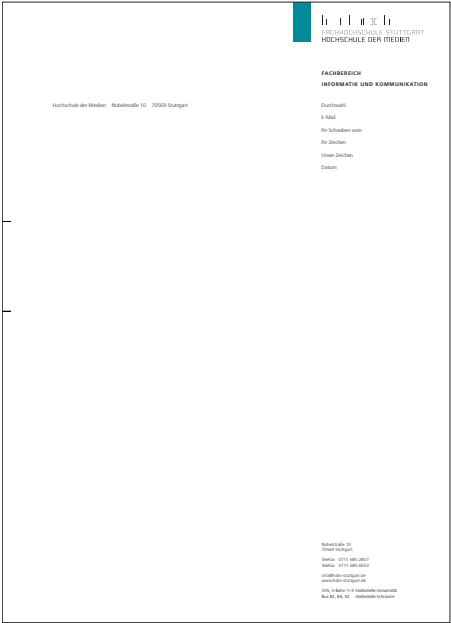 FACHHOCHSCHULE STUTTGART
HOCHSCHULE DER MEDIEN
FACHBEREICH
INFORMATIK UND KOMMUNIKATION
Hochschule der Medien Nobelstraße 10 70569 Stuttgart
Durchwahl
E-Mail
Ihr Schreiben vom
Ihr Zeichen
Unser Zeichen
Datum
Nobelstraße 10
70569 Stuttgart
Telefon 0711 685 2807
Telefax 0711 685 6650
info@hdm-stuttgart.de
www.hdm-stuttgart.de
VVS, S-Bahn 1–3 Haltestelle Universität
Bus 82, 84, 92 Haltestelle Schranne